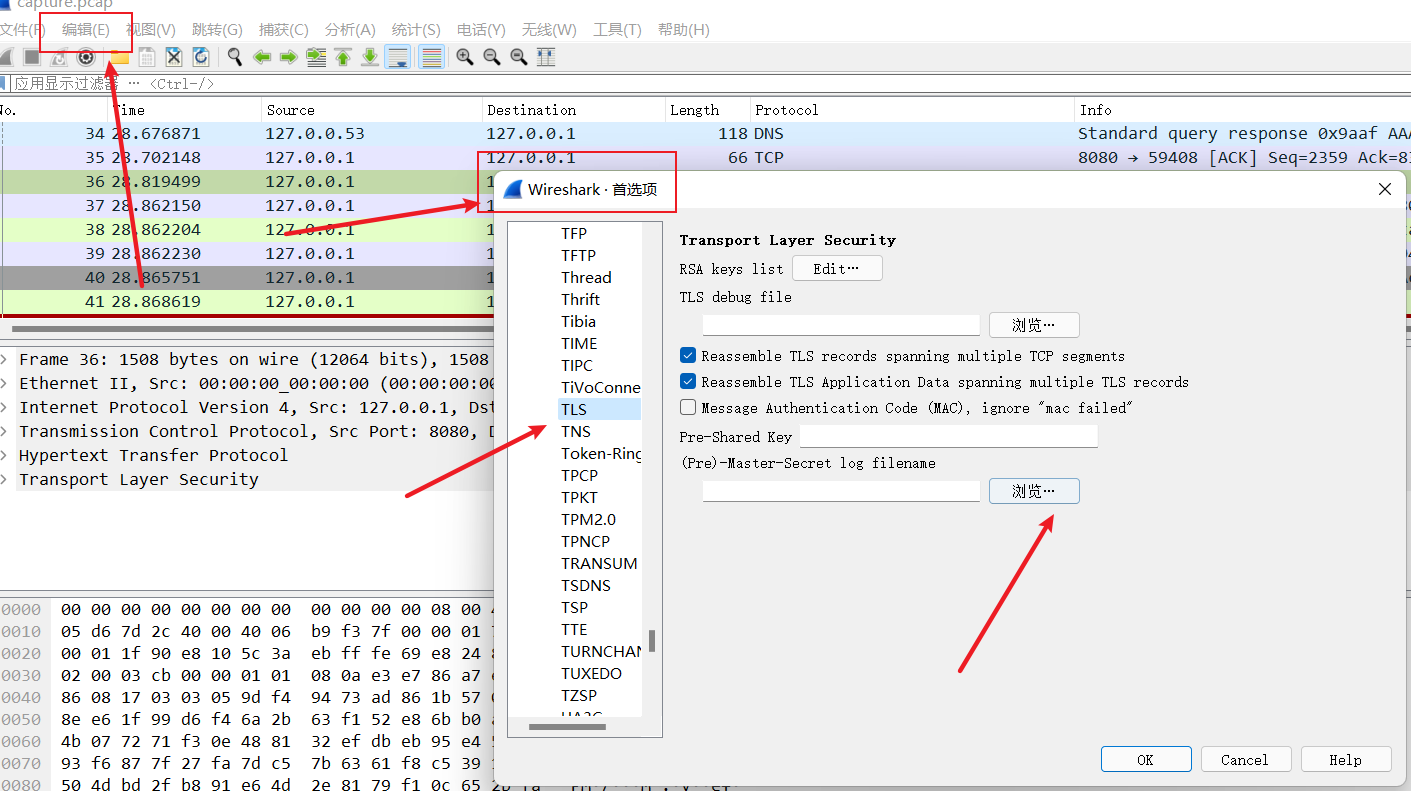 capture.pcap
文件(F) 编辑(E) 视图(V) 跳转(G) 捕获(C) 分析(A) 统计(S) 电话(Y) 无线(W) 工具(T) 帮助(H)
应用显示过滤器 … <Ctrl-/>
No. Time Source Destination Length Protocol Info
34 28.676871 127.0.0.53 127.0.0.1 118 DNS Standard query response 0x9aaf AAA
35 28.702148 127.0.0.1 127.0.0.1 66 TCP 8080 → 59408 [ACK] Seq=2359 Ack=83
36 28.819499 127.0.0.1
37 28.862150 127.0.0.1
38 28.862204 127.0.0.1
39 28.862230 127.0.0.1
40 28.865751 127.0.0.1
41 28.868619 127.0.0.1
Frame 36: 1508 bytes on wire (12064 bits), 1508
Ethernet II, Src: 00:00:00_00:00:00 (00:00:00:00
Internet Protocol Version 4, Src: 127.0.0.1, Dst
Transmission Control Protocol, Src Port: 8080, D
Hypertext Transfer Protocol
Transport Layer Security
0000 00 00 00 00 00 00 00 00 00 00 00 00 08 00
0010 05 d6 7d 2c 40 00 40 06 b9 f3 7f 00 00 01
0020 00 01 1f 90 e8 10 5c 3a eb ff fe 69 e8 24
0030 02 00 03 cb 00 00 01 01 08 0a e3 e7 86 a7
0040 86 08 17 03 03 05 9d f4 94 73 ad 86 1b 57
0050 8e e6 1f 99 d6 f4 6a 2b 63 f1 52 e8 6b b0
0060 4b 07 72 71 f3 0e 48 81 32 ef db eb 95 e4
0070 93 f6 87 7f 27 fa 7d c5 7b 63 61 f8 c5 39
0080 50 4d bd 2f b8 91 e6 4d 2e 81 79 f1 0c 65
Wireshark · 首选项
TFP
TFTP
Thread
Thrift
Tibia
TIME
TIPC
TiVoConne
TLS
TNS
Token-Ring
TPCP
TPKT
TPM2.0
TPNCP
TRANSUM
TSDNS
TSP
TTE
TURNCHAN
TUXEDO
TZSP
Transport Layer Security
RSA keys list Edit…
TLS debug file
浏览…
Reassemble TLS records spanning multiple TCP segments
Reassemble TLS Application Data spanning multiple TLS records
Message Authentication Code (MAC), ignore "mac failed"
Pre-Shared Key
(Pre)-Master-Secret log filename
浏览…
OK Cancel Help